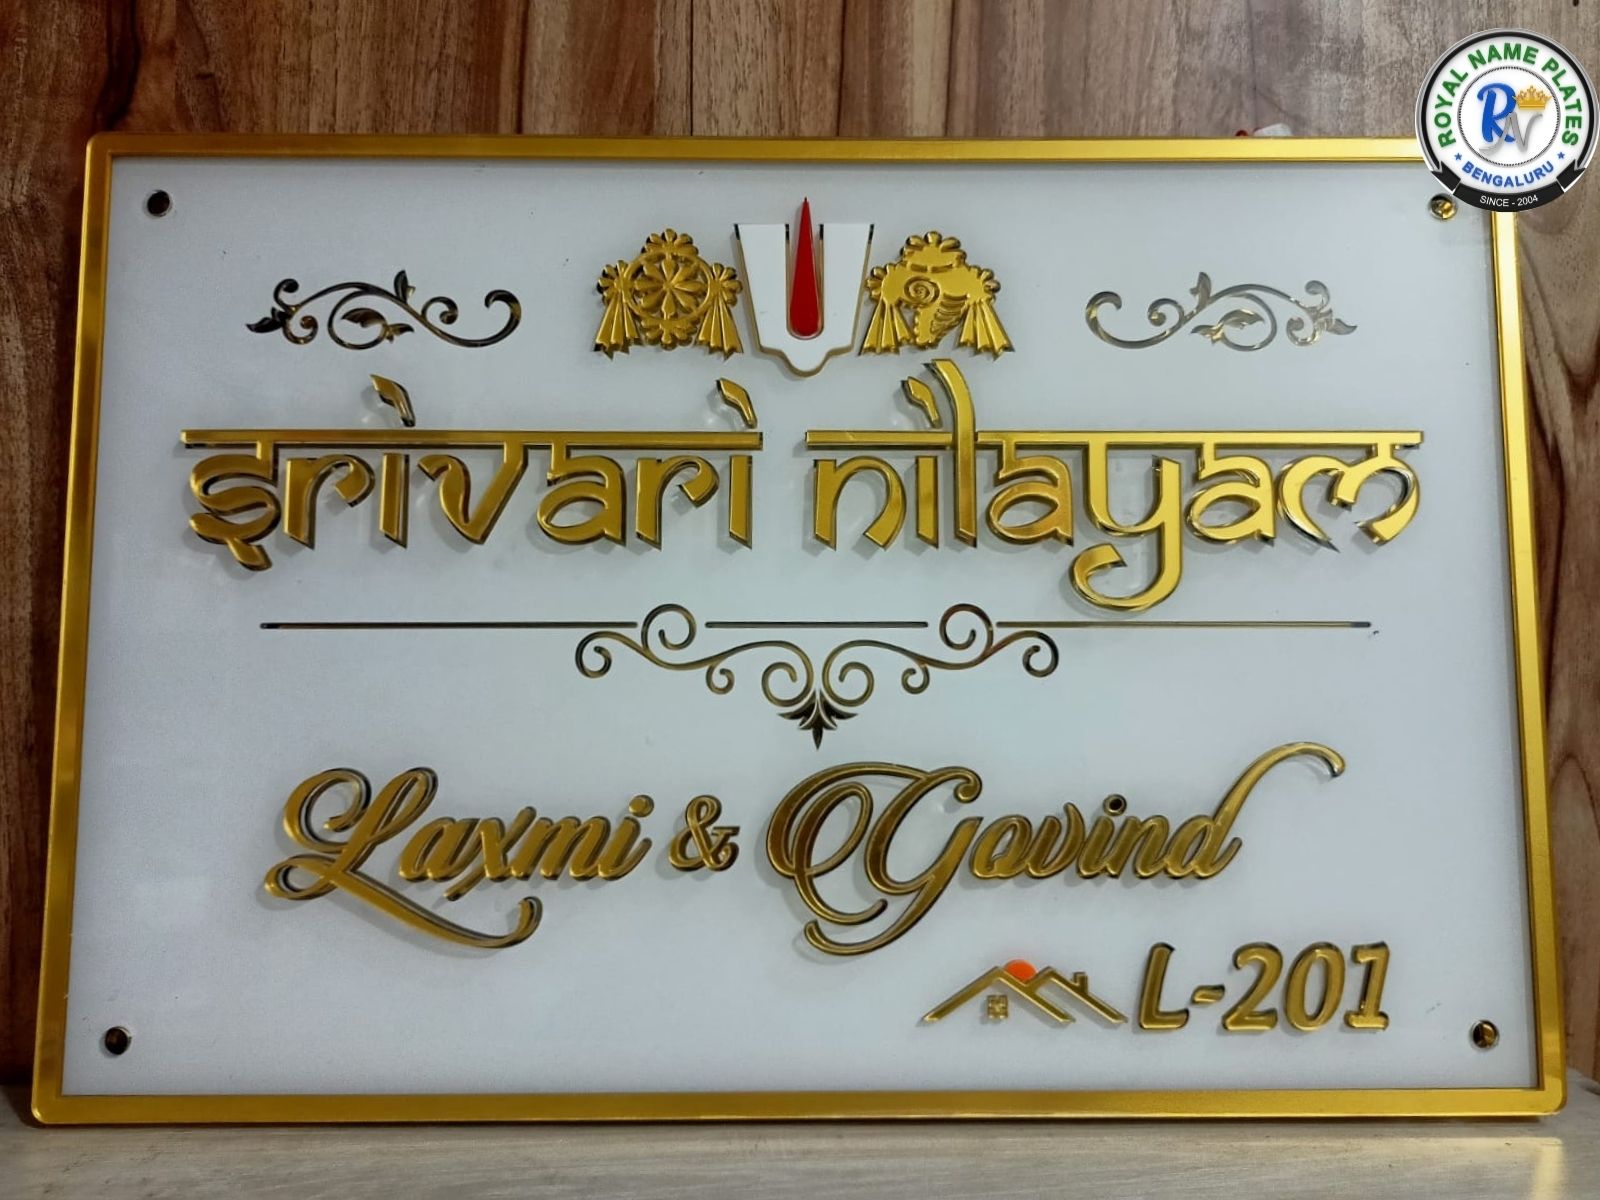 ROYAL NAME PLATES
RN
BENGALURU
SINCE - 2004
srivari nilayam
Laxmi & Govind
L-201